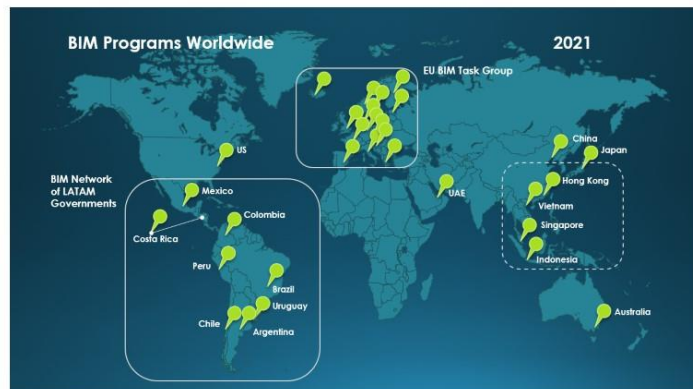 BIM Programs Worldwide
2021
EU BIM Task Group
US
China
Japan
BIM Network
of LATAM
Governments
Mexico
UAE
Hong Kong
Vietnam
Colombia
Costa Rica
Singapore
Peru
Indonesia
Brazil
Uruguay
Chile
Argentina
Australia